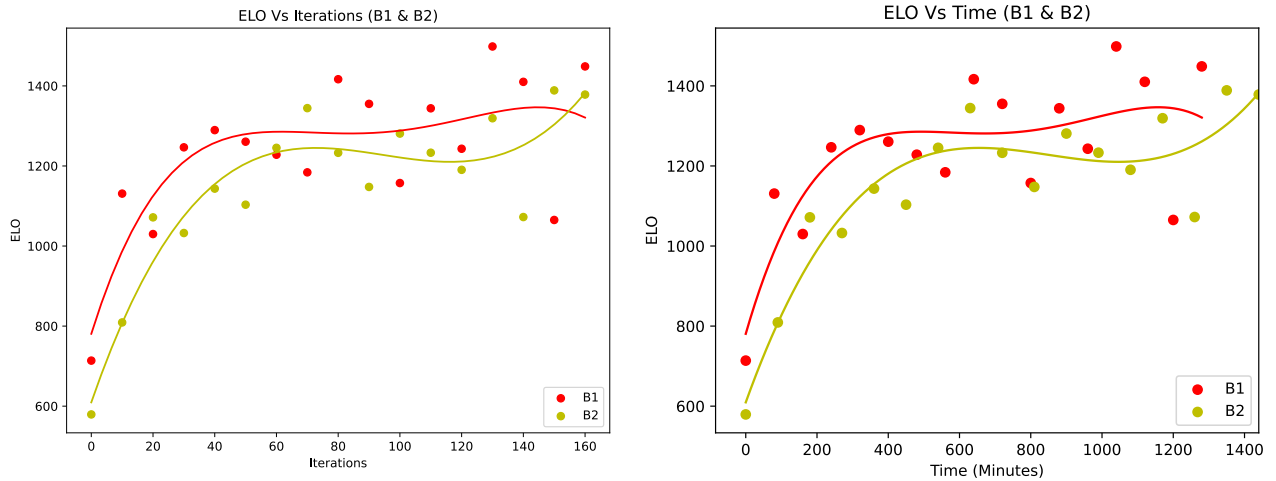 ELO Vs Iterations (B1 & B2)
ELO
1400
1200
1000
800
600
0 20 40 60 80 100 120 140 160
Iterations
B1
B2
ELO Vs Time (B1 & B2)
ELO
1400
1200
1000
800
600
0 200 400 600 800 1000 1200 1400
Time (Minutes)
B1
B2